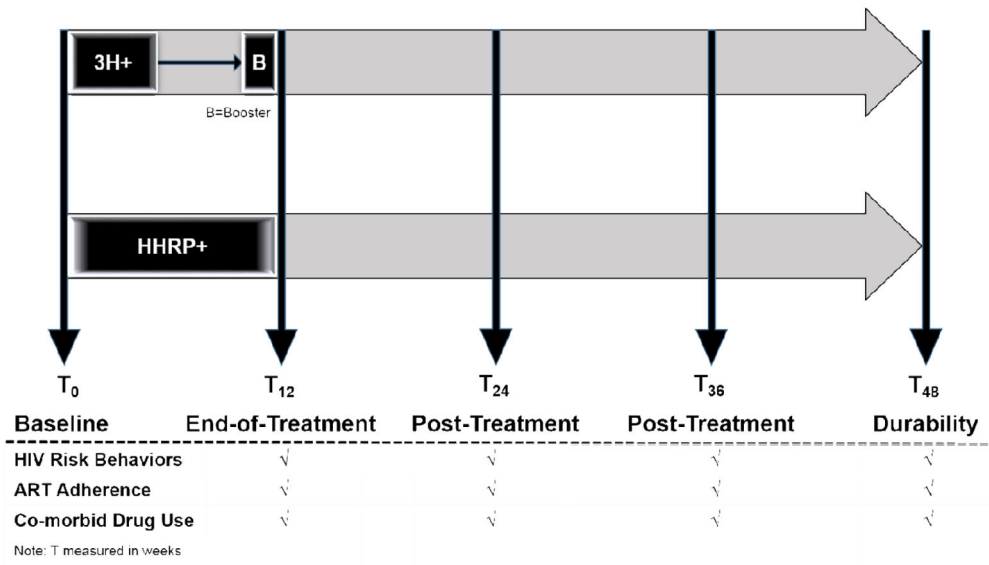 3H+ B
B=Booster
HHRP+
T0 T12 T24 T36 T48
Baseline End-of-Treatment Post-Treatment Post-Treatment Durability
HIV Risk Behaviors √ √ √ √
ART Adherence √ √ √ √
Co-morbid Drug Use √ √ √ √
Note: T measured in weeks